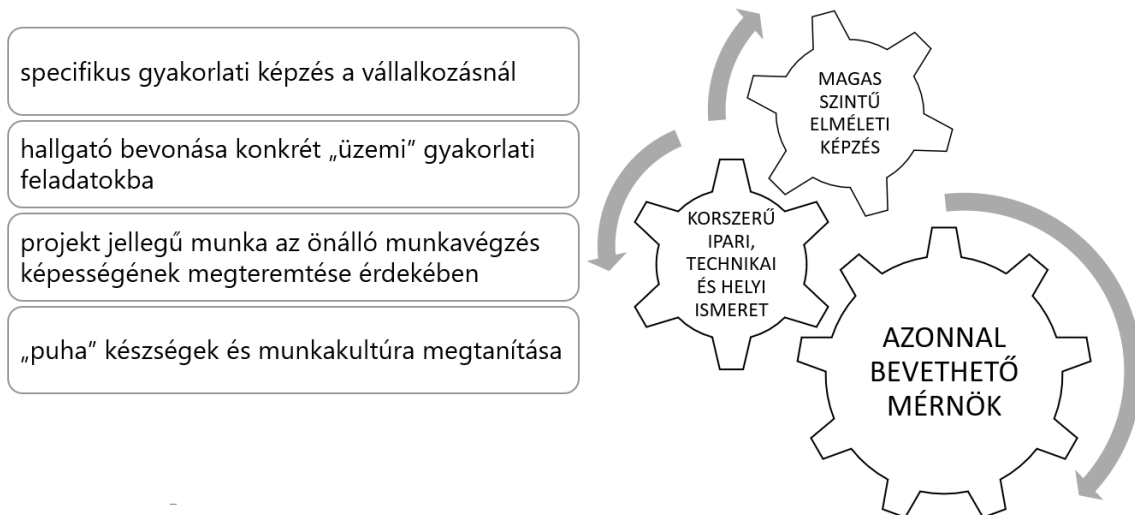 specifikus gyakorlati képzés a vállalkozásnál
hallgató bevonása konkrét „üzemi” gyakorlati
feladatokba
projekt jellegű munka az önálló munkavégzés
képességének megteremtése érdekében
„puha” készségek és munkakultúra megtanítása
MAGAS
SZINTŰ
ELMÉLETI
KÉPZÉS
KORSZERŰ
IPARI,
TECHNIKAI
ÉS HELYI
ISMERET
AZONNAL
BEVETHETŐ
MÉRNÖK